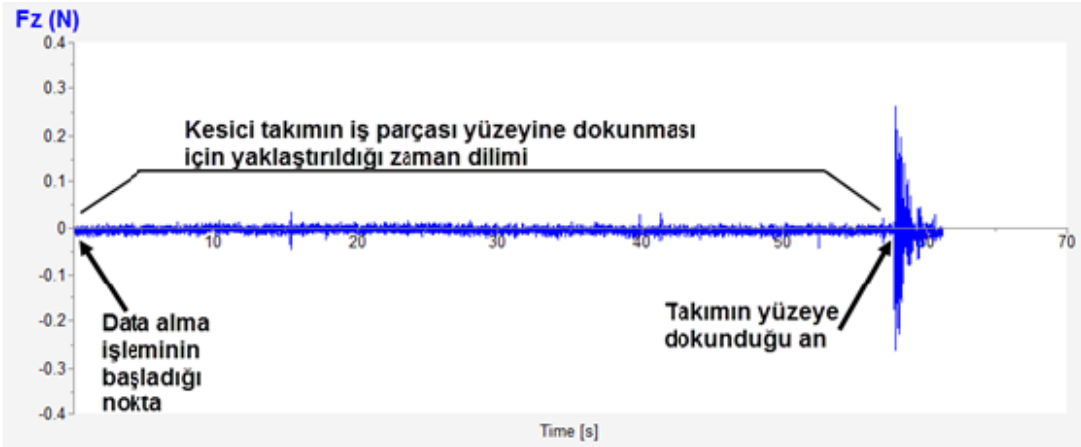 Fz (N)
0.4
0.3
0.2
0.1
0
-0.1
-0.2
-0.3
-0.4
Kesici takımın iş parçası yüzeyine dokunması
için yaklaştırıldığı zaman dilimi
10
20
30
40
50
60
70
Data alma
işleminin
başladığı
nokta
Takımın yüzeye
dokunduğu an
Time [s]